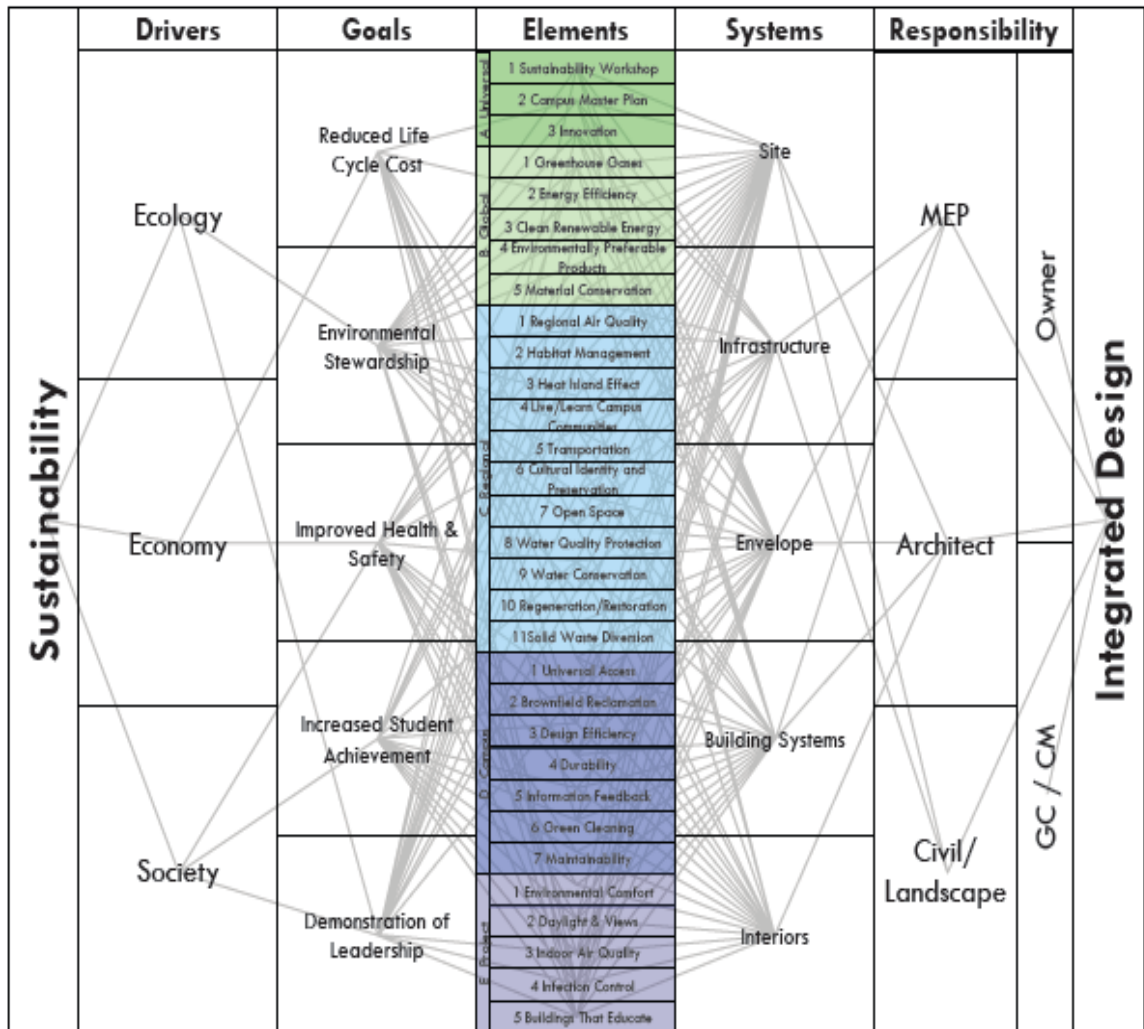 Drivers
Goals
Elements
Systems
Responsibility
Sustainability
Ecology
Economy
Society
Reduced Life
Cycle Cost
Environmental
Stewardship
Improved Health &
Safety
Increased Student
Achievement
Demonstration of
Leadership
A Universal
1 Sustainability Workshop
2 Campus Master Plan
3 Innovation
B Global
1 Greenhouse Gases
2 Energy Efficiency
3 Clean Renewable Energy
4 Environmentally Preferable
Products
5 Material Conservation
C Regional
1 Regional Air Quality
2 Habitat Management
3 Heat Island Effect
4 Live/Learn Campus
Communities
5 Transportation
6 Cultural Identity and
Preservation
7 Open Space
8 Water Quality Protection
9 Water Conservation
10 Regeneration/Restoration
11Solid Waste Diversion
D Campus
1 Universal Access
2 Brownfield Reclamation
3 Design Efficiency
4 Durability
5 Information Feedback
6 Green Cleaning
7 Maintainability
E Project
1 Environmental Comfort
2 Daylight & Views
3 Indoor Air Quality
4 Infection Control
5 Buildings That Educate
Site
Infrastructure
Envelope
Building Systems
Interiors
MEP
Architect
Civil/
Landscape
Owner
GC / CM
Integrated Design